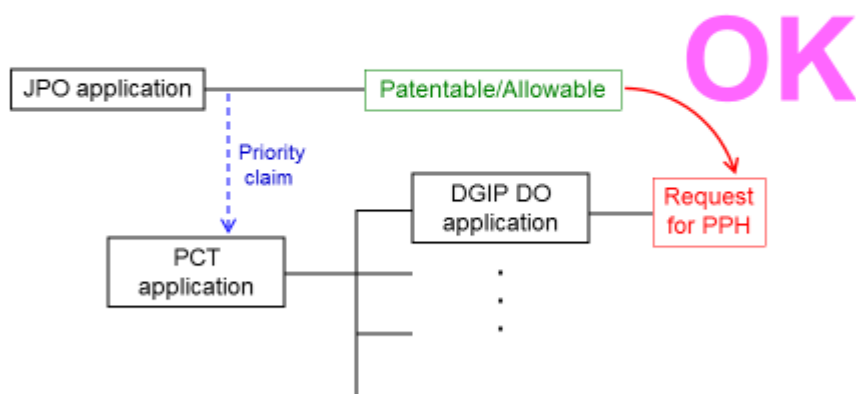 OK
JPO application
Patentable/Allowable
Priority
claim
DGIP DO
application
Request
for PPH
PCT
application